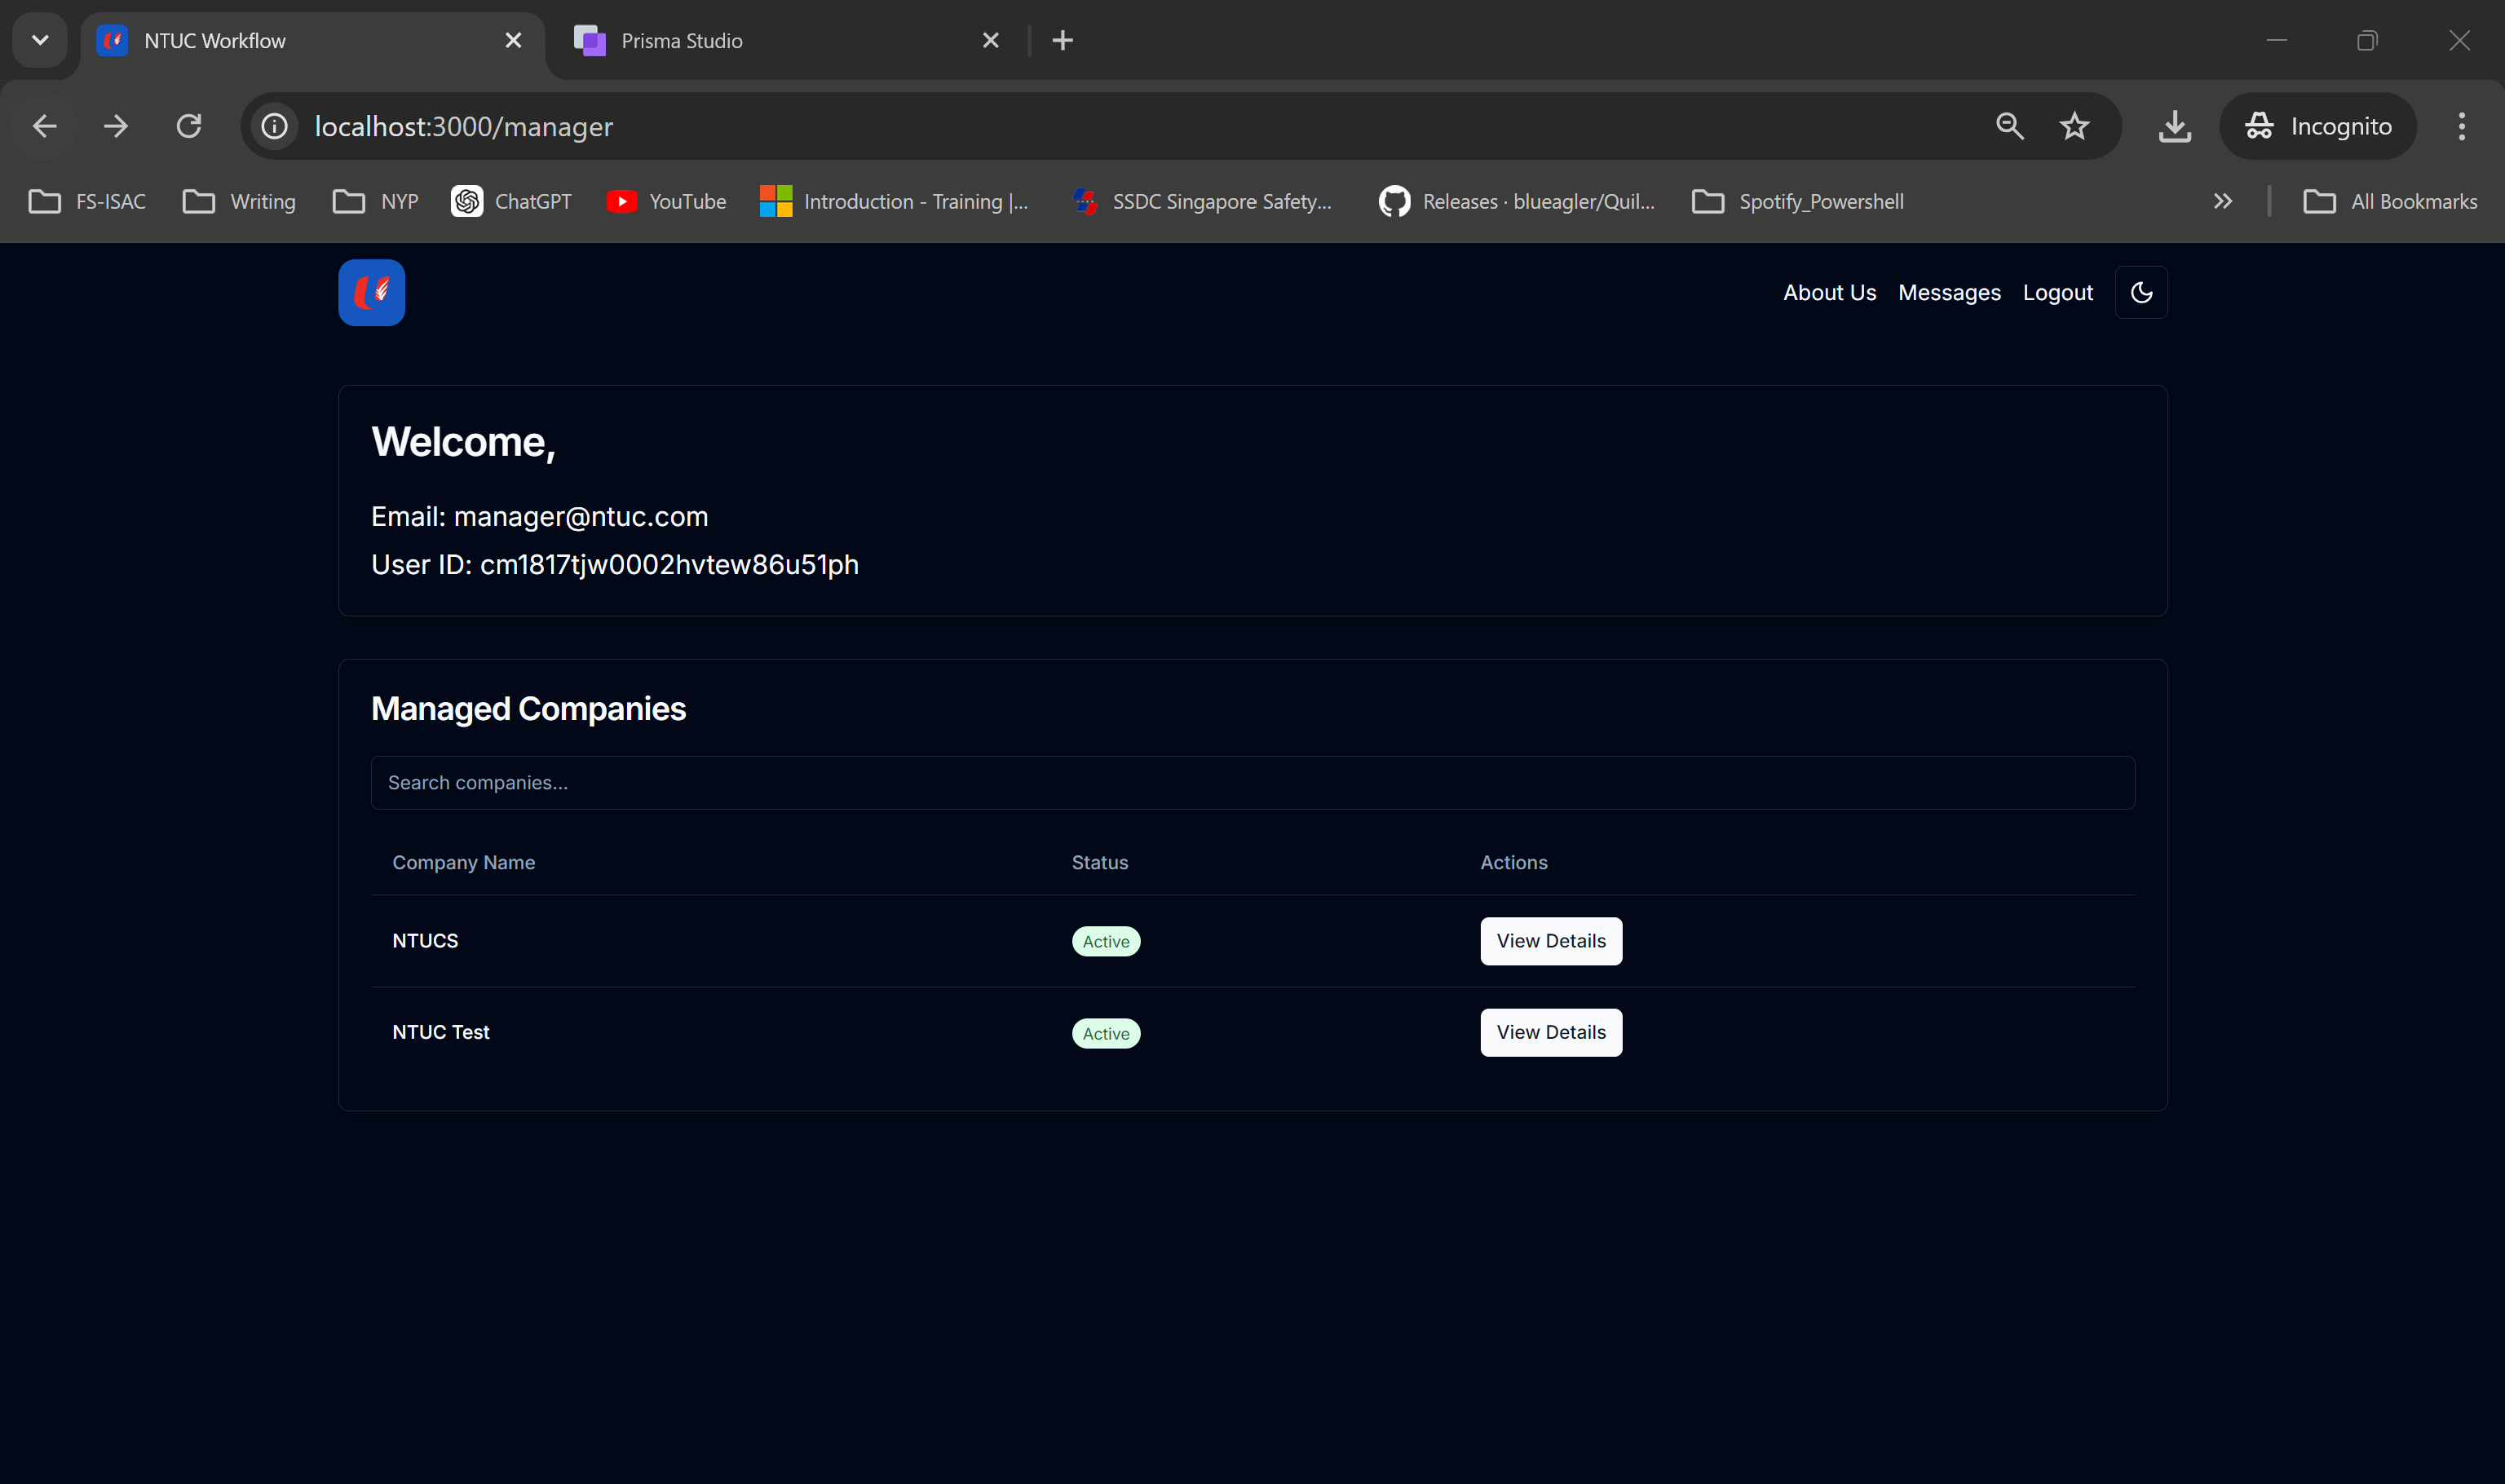 NTUC Workflow
Prisma Studio
localhost:3000/manager
Incognito
FS-ISAC
Writing
NYP
ChatGPT
YouTube
Introduction - Training |...
SSDC Singapore Safety...
Releases · blueagler/Quil...
Spotify_Powershell
All Bookmarks
About Us
Messages
Logout
Welcome,
Email: manager@ntuc.com
User ID: cm1817tjw0002hvtew86u51ph
Managed Companies
Search companies...
Company Name Status Actions
NTUCS Active View Details
NTUC Test Active View Details